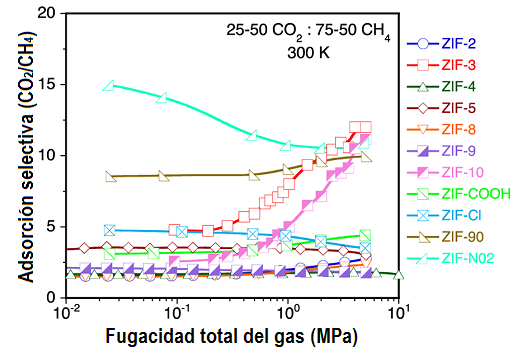 20
15
10
5
0
Adsorción selectiva (CO2/CH4)
25-50 CO2 : 75-50 CH4
300 K
10-2
10-1
100
101
Fugacidad total del gas (MPa)
ZIF-2
ZIF-3
ZIF-4
ZIF-5
ZIF-8
ZIF-9
ZIF-10
ZIF-COOH
ZIF-Cl
ZIF-90
ZIF-N02